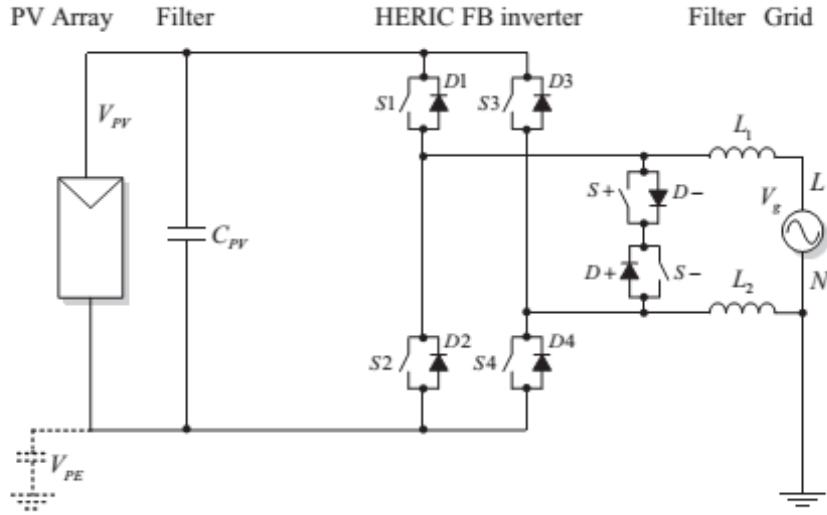 PV Array Filter HERIC FB inverter Filter Grid
D1 D3
V_PV S1 S3
L_1
S+ D− V_g L
C_PV
D+ S− L_2 N
D2 D4
S2 S4
V_PE